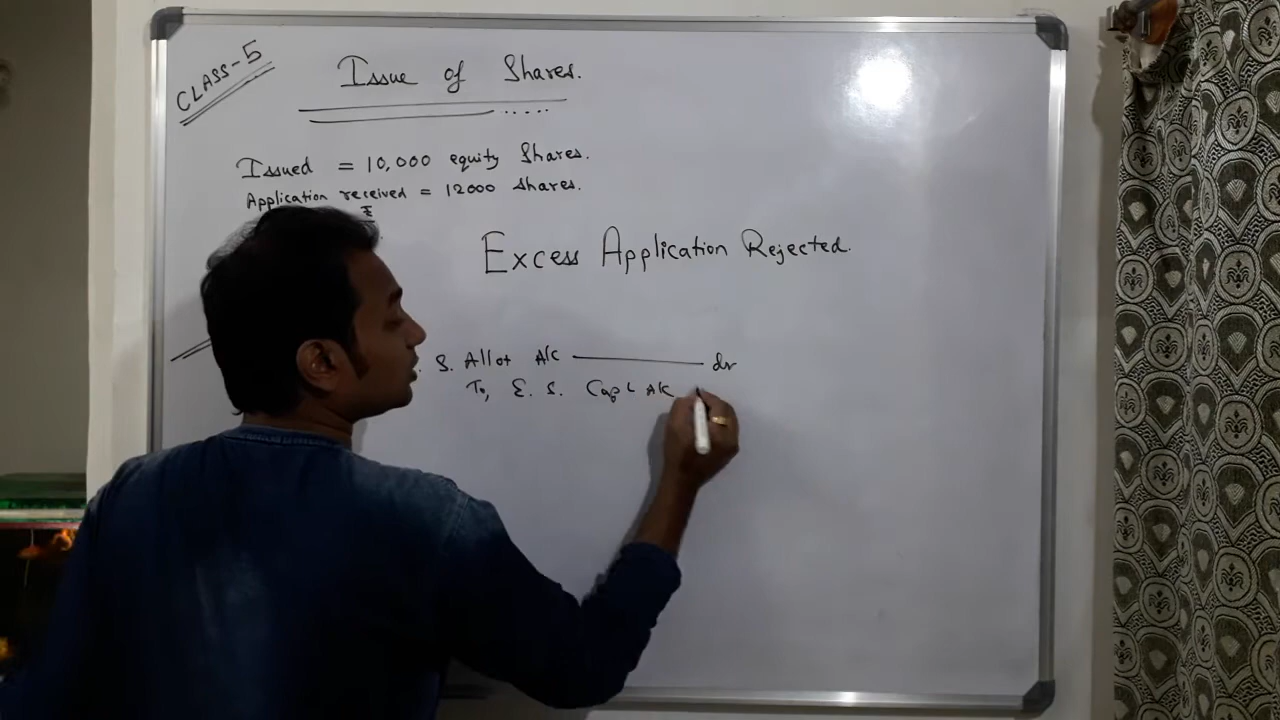 CLASS-5
Issue of Shares.
.....
Issued = 10,000 equity Shares.
Application received = 12000 shares.
₹
Excess Application Rejected.
. S. Allot A/c ———— dr
To, E. S. Capl A/c